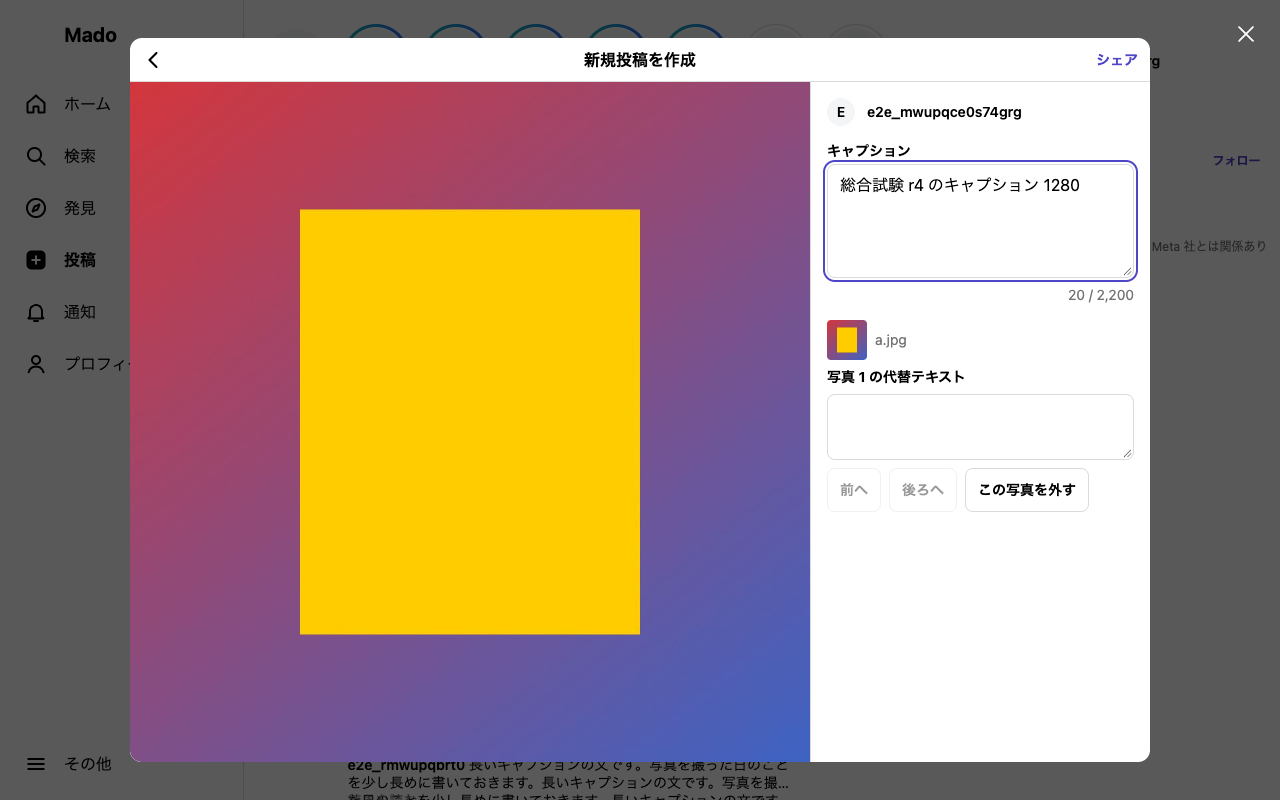 Mado
ホーム
検索
発見
投稿
通知
プロフィ
その他
新規投稿を作成
シェア
E
e2e_mwupqce0s74grg
キャプション
総合試験 r4 のキャプション 1280
20 / 2,200
a.jpg
写真 1 の代替テキスト
前へ
後ろへ
この写真を外す
rg
フォロー
Meta 社とは関係あり
e2e_rmwupqbrt0 長いキャプションの文です。写真を撮った日のこと
を少し長めに書いておきます。長いキャプションの文です。写真を撮...